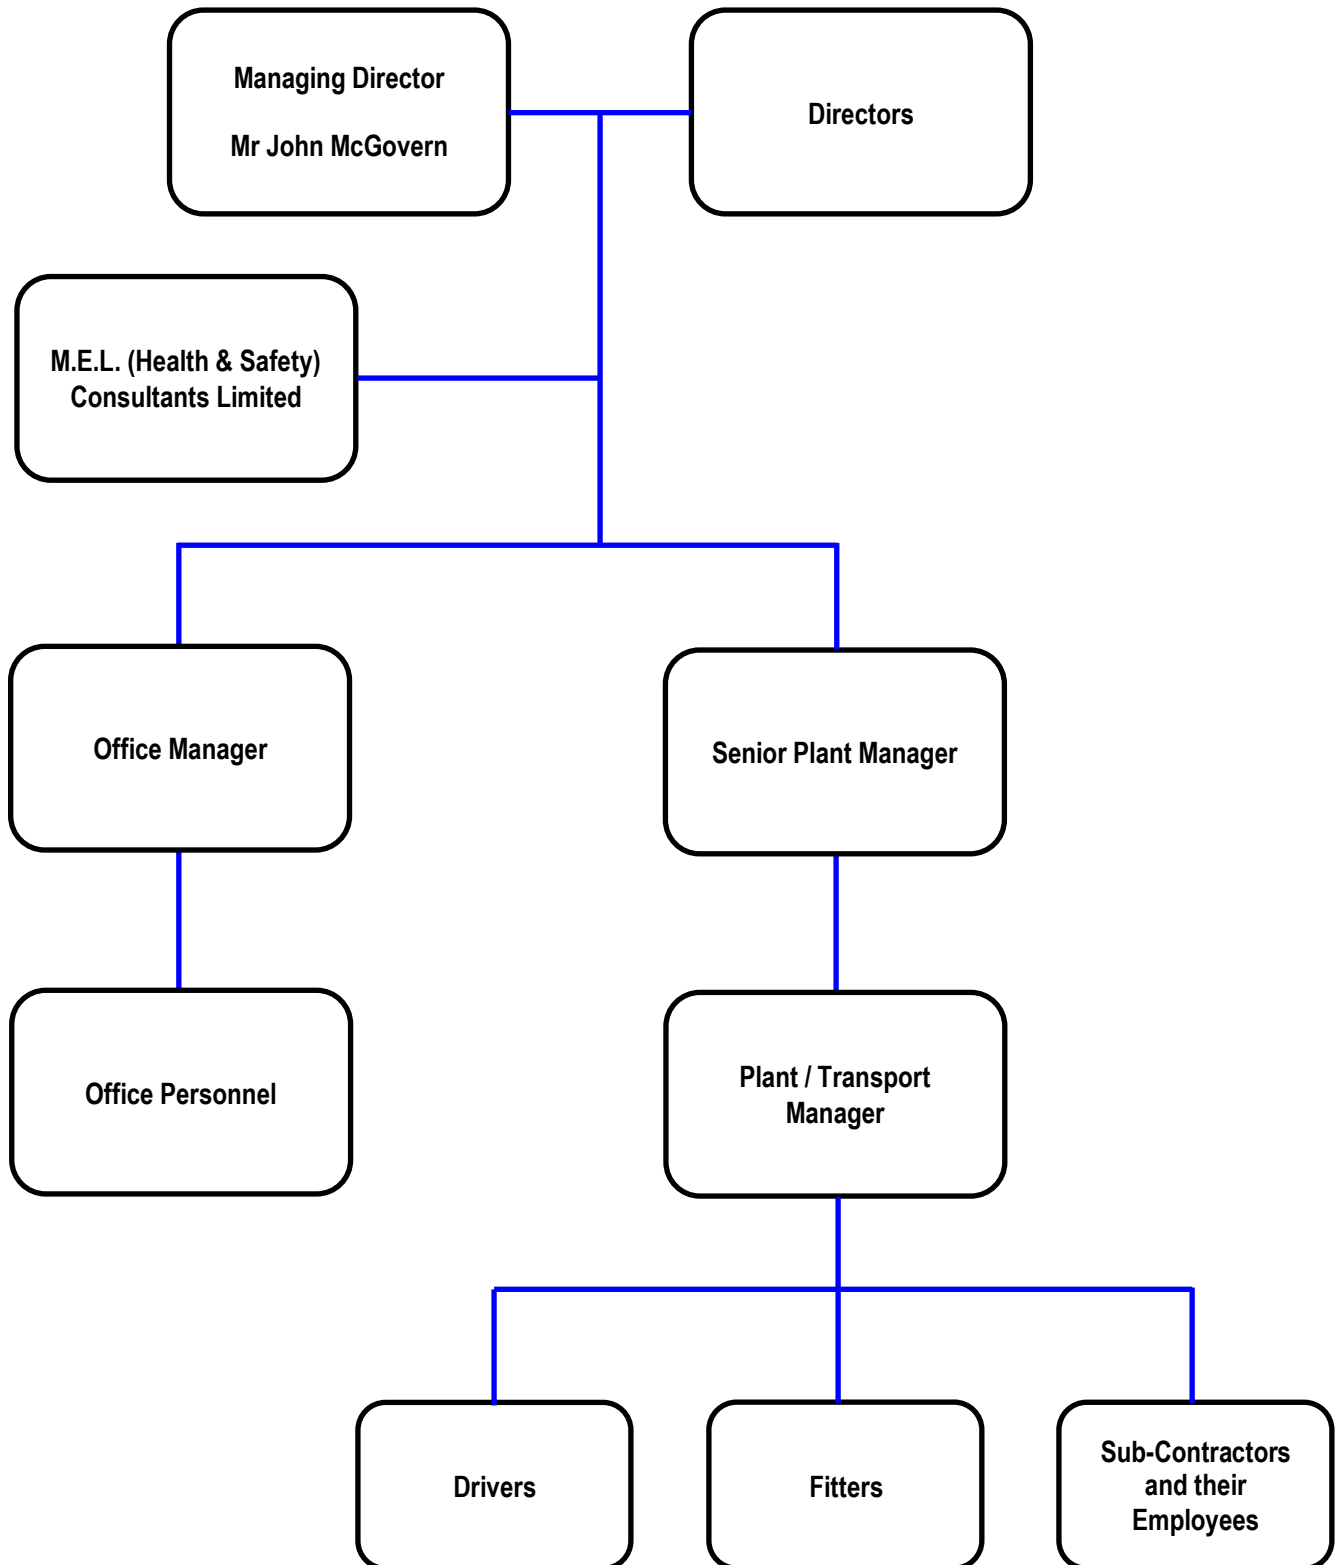 Managing Director
Mr John McGovern
Directors
M.E.L. (Health & Safety)
Consultants Limited
Office Manager
Senior Plant Manager
Office Personnel
Plant / Transport
Manager
Drivers
Fitters
Sub-Contractors
and their
Employees